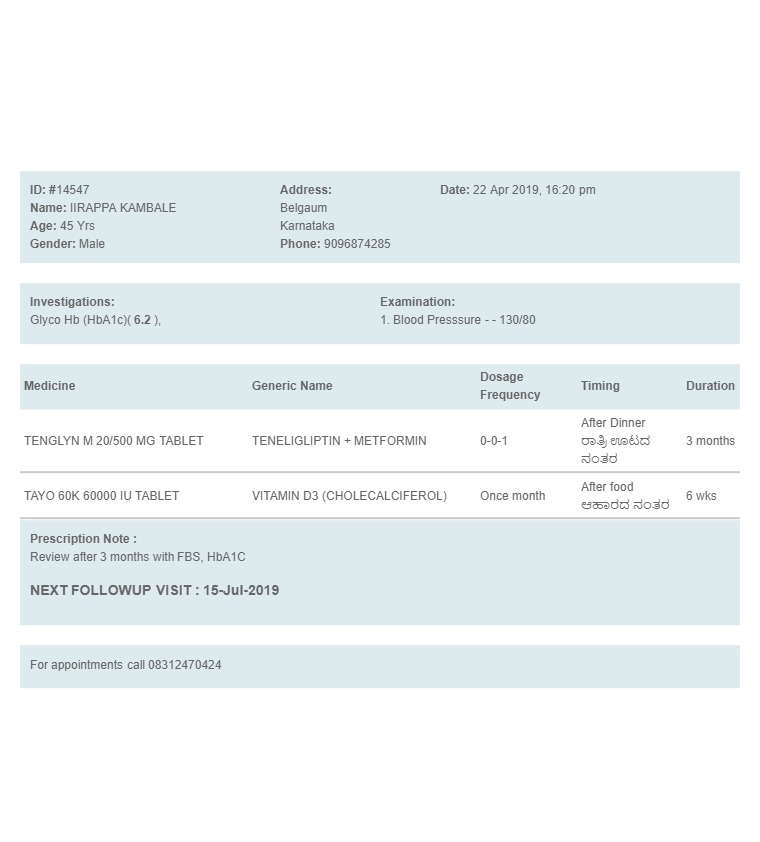 ID: #14547
Name: IIRAPPA KAMBALE
Age: 45 Yrs
Gender: Male
Address:
Belgaum
Karnataka
Phone: 9096874285
Date: 22 Apr 2019, 16:20 pm
Investigations:
Glyco Hb (HbA1c)( 6.2 ),
Examination:
1. Blood Presssure - - 130/80
Medicine Generic Name Dosage Frequency Timing Duration
TENGLYN M 20/500 MG TABLET TENELIGLIPTIN + METFORMIN 0-0-1 After Dinner ರಾತ್ರಿ ಊಟದ ನಂತರ 3 months
TAYO 60K 60000 IU TABLET VITAMIN D3 (CHOLECALCIFEROL) Once month After food ಆಹಾರದ ನಂತರ 6 wks
Prescription Note :
Review after 3 months with FBS, HbA1C
NEXT FOLLOWUP VISIT : 15-Jul-2019
For appointments call 08312470424